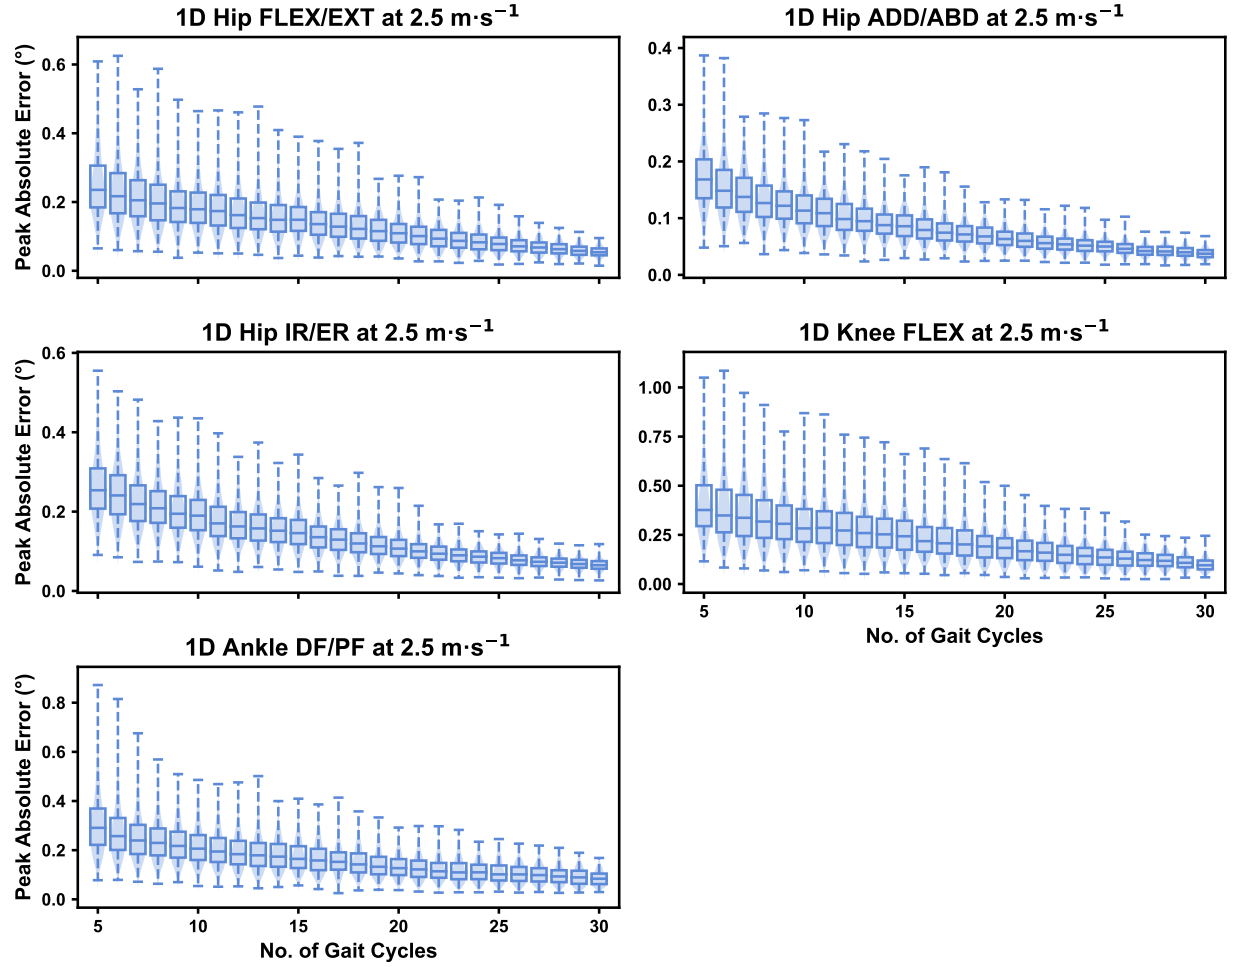 1D Hip FLEX/EXT at 2.5 m·s⁻¹
Peak Absolute Error (°)
0.6
0.4
0.2
0.0
1D Hip ADD/ABD at 2.5 m·s⁻¹
0.4
0.3
0.2
0.1
0.0
1D Hip IR/ER at 2.5 m·s⁻¹
Peak Absolute Error (°)
0.6
0.4
0.2
0.0
1D Knee FLEX at 2.5 m·s⁻¹
1.00
0.75
0.50
0.25
0.00
5 10 15 20 25 30
No. of Gait Cycles
1D Ankle DF/PF at 2.5 m·s⁻¹
Peak Absolute Error (°)
0.8
0.6
0.4
0.2
0.0
5 10 15 20 25 30
No. of Gait Cycles